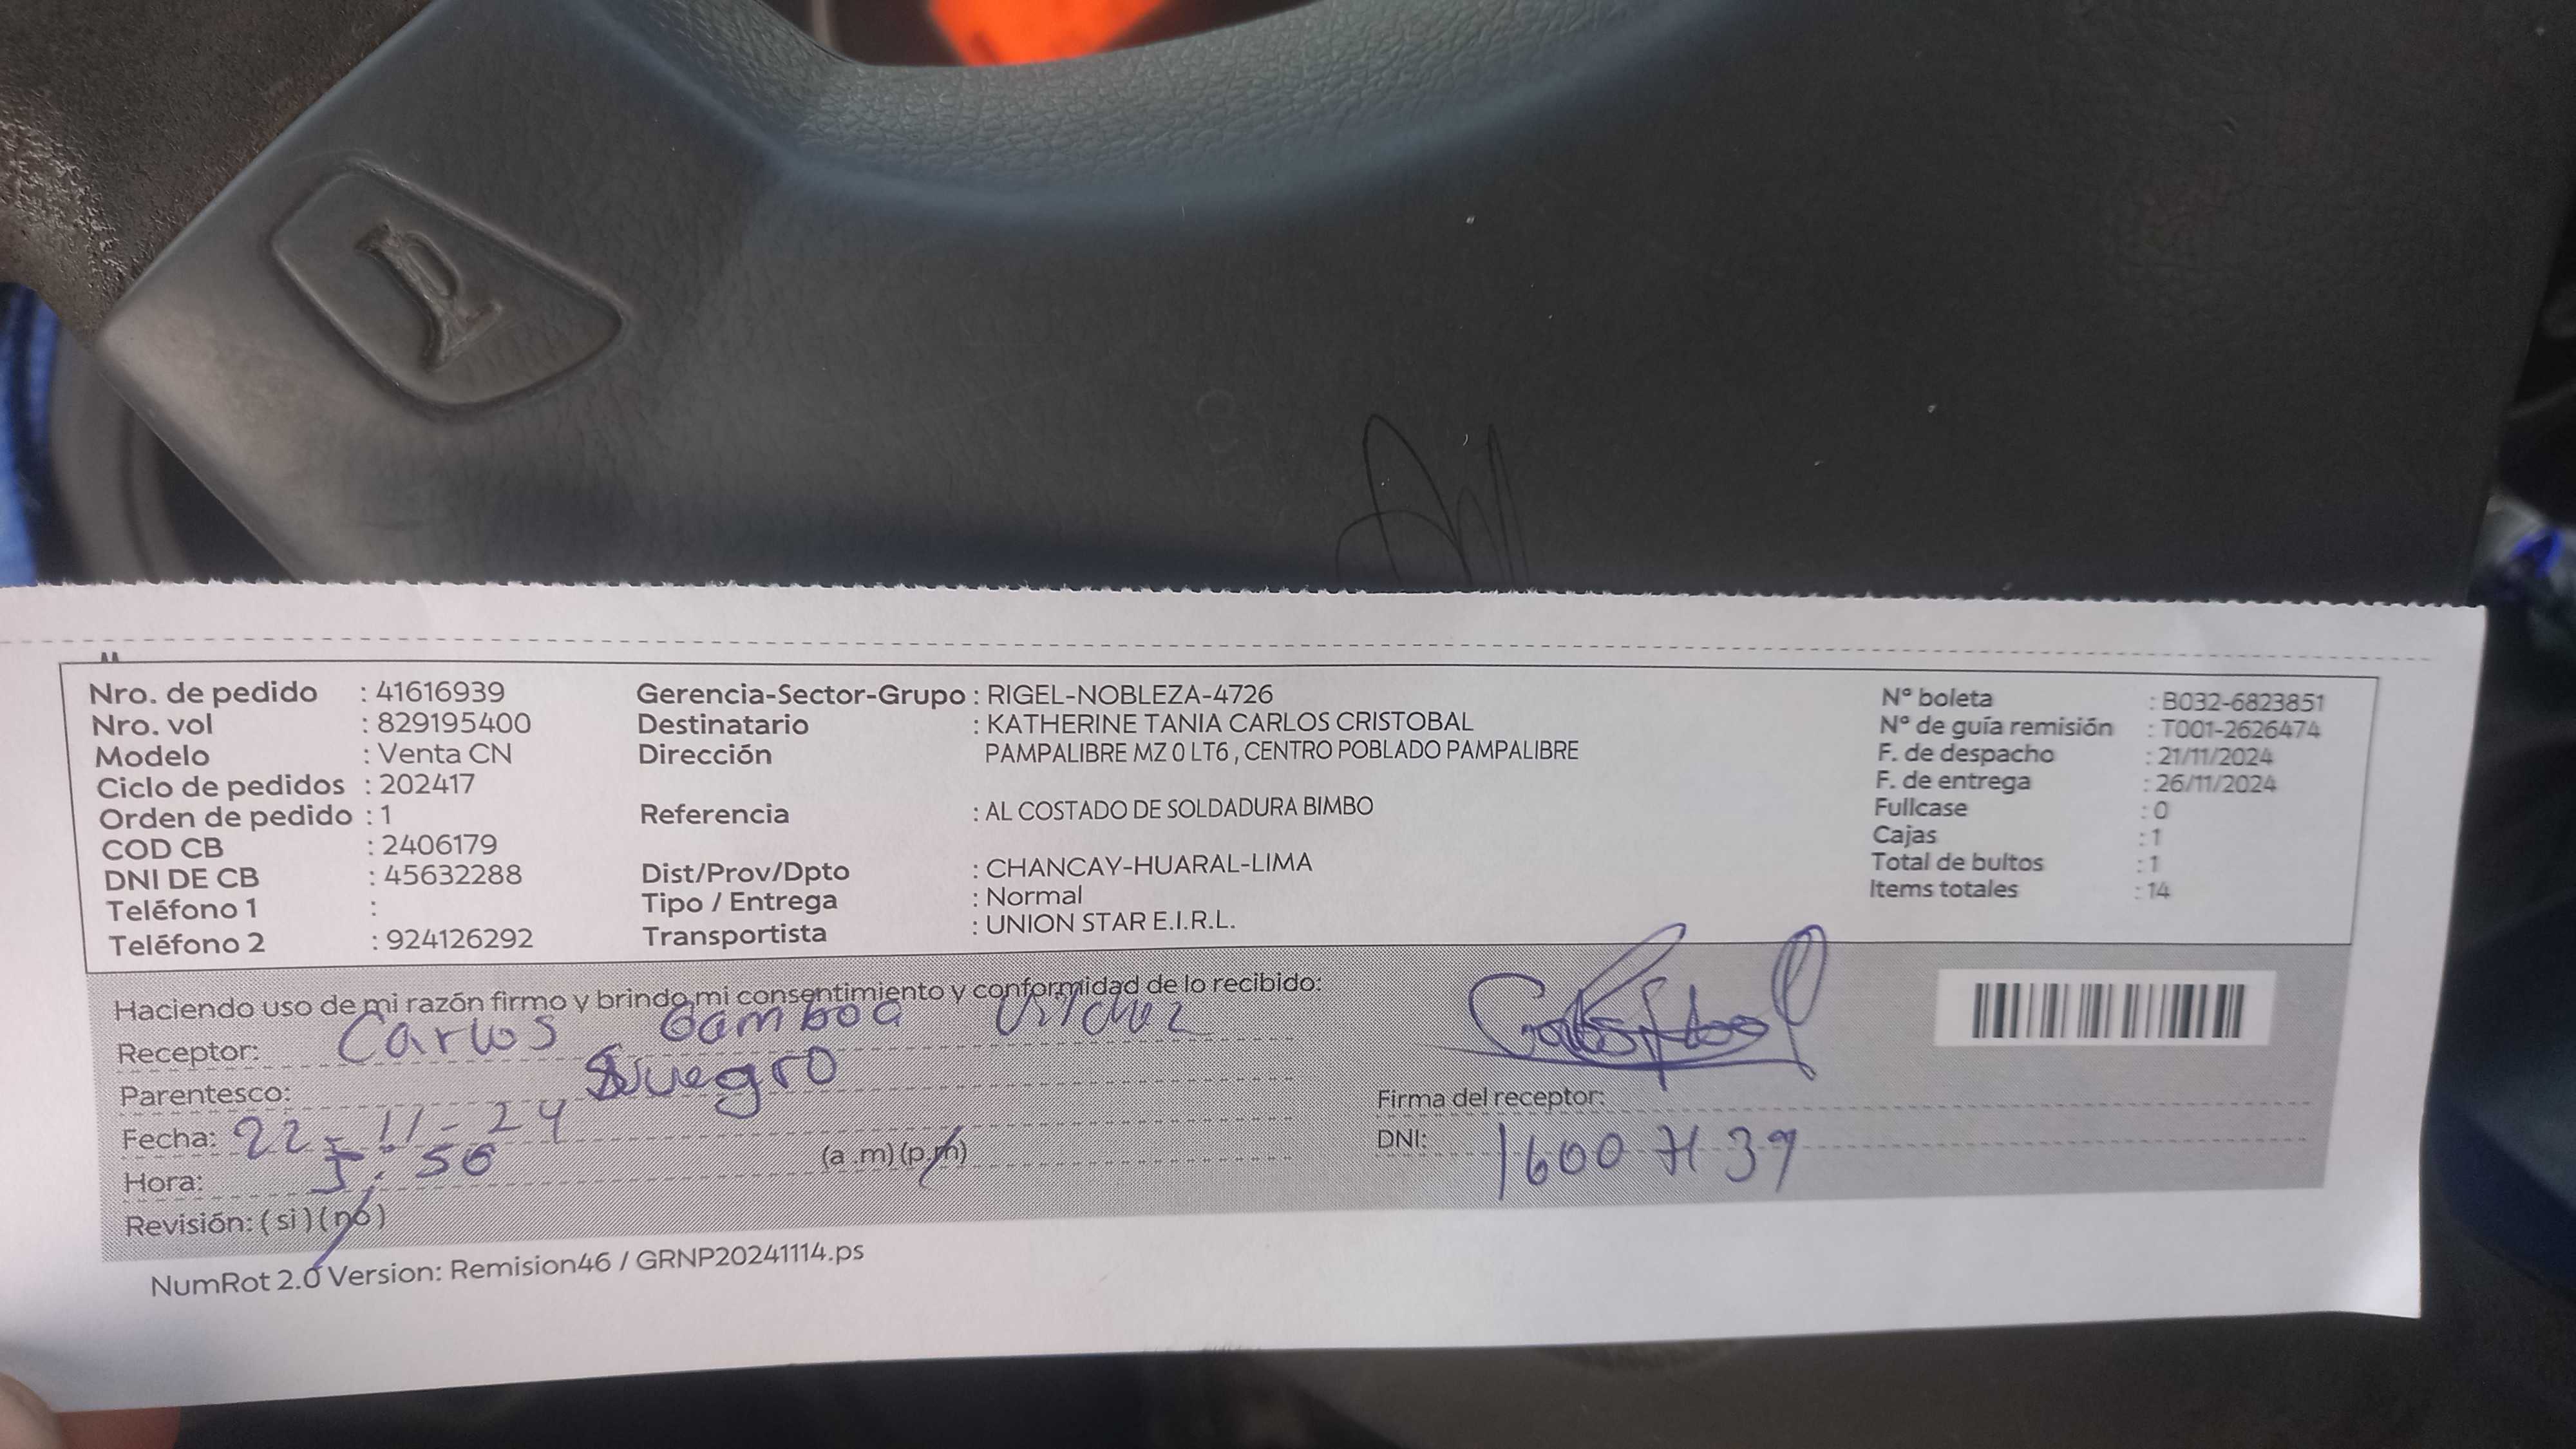 Nro. de pedido : 41616939 Gerencia-Sector-Grupo : RIGEL-NOBLEZA-4726 N° boleta : B032-6823851
Nro. vol : 829195400 Destinatario : KATHERINE TANIA CARLOS CRISTOBAL N° de guía remisión : T001-2626474
Modelo : Venta CN Dirección PAMPALIBRE MZ 0 LT6 , CENTRO POBLADO PAMPALIBRE F. de despacho : 21/11/2024
Ciclo de pedidos : 202417 F. de entrega : 26/11/2024
Orden de pedido : 1 Referencia : AL COSTADO DE SOLDADURA BIMBO Fullcase : 0
COD CB : 2406179 Cajas : 1
DNI DE CB : 45632288 Dist/Prov/Dpto : CHANCAY-HUARAL-LIMA Total de bultos : 1
Teléfono 1 : Tipo / Entrega : Normal Items totales : 14
Teléfono 2 : 924126292 Transportista : UNION STAR E.I.R.L.
Haciendo uso de mi razón firmo y brindo mi consentimiento y conformidad de lo recibido:
Receptor: Carlos Gamboa
Parentesco: Suegro
Firma del receptor:
Fecha: 22-11-24
DNI:
Hora: 5:50 (a.m)(p.m)
Revisión: (si)(no)
NumRot 2.0 Version: Remision46 / GRNP20241114.ps